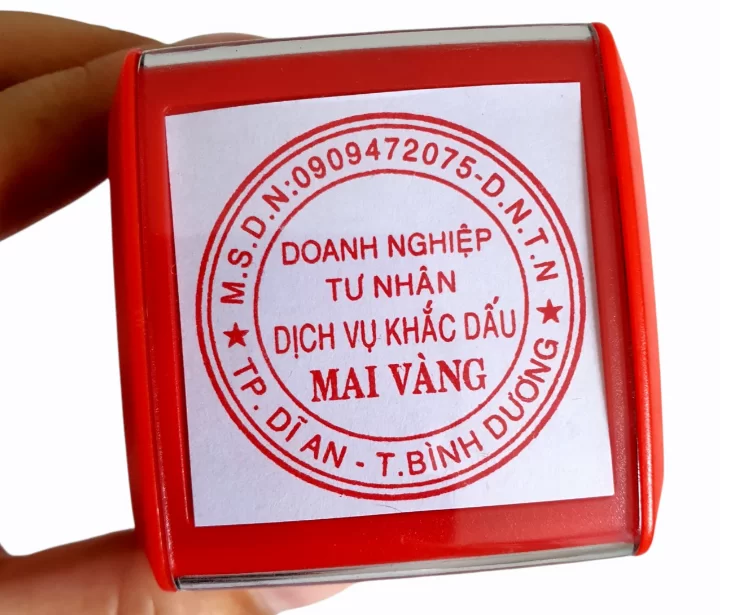 M.S.D.N:0909472075-D.N.T.N
DOANH NGHIỆP
TƯ NHÂN
DỊCH VỤ KHẮC DẤU
MAI VÀNG
★ TP. DĨ AN - T.BÌNH DƯƠNG ★